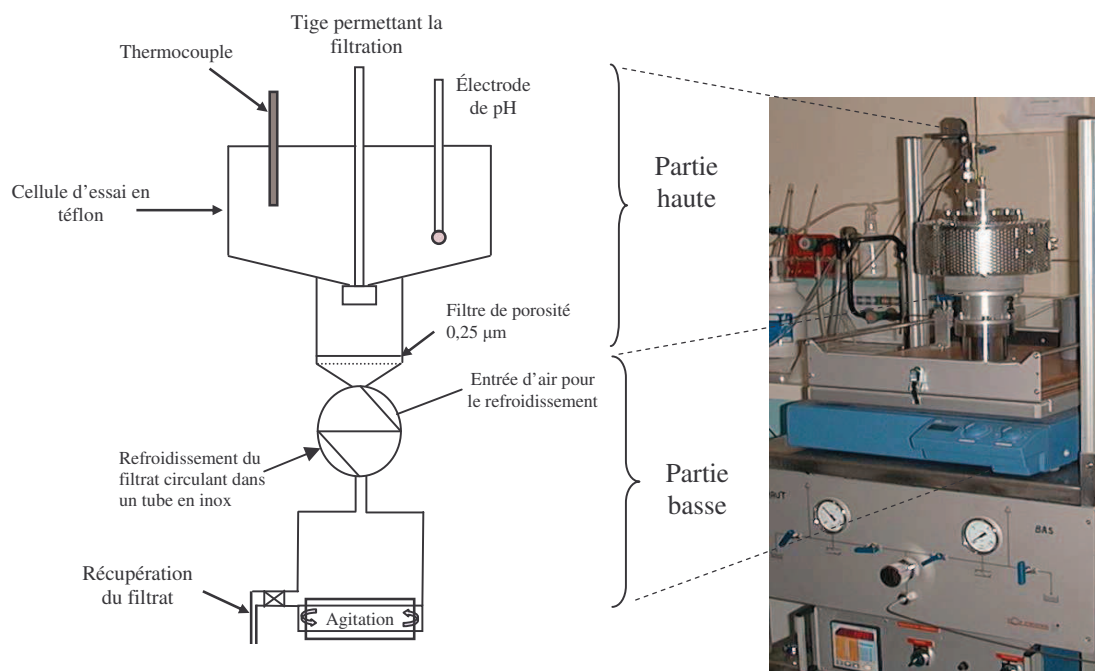 Tige permettant la
filtration
Thermocouple
Électrode
de pH
Cellule d'essai en
téflon
Partie
haute
Filtre de porosité
0,25 µm
Entrée d'air pour
le refroidissement
Refroidissement du
filtrat circulant dans
un tube en inox
Partie
basse
Récupération
du filtrat
Agitation
BAS